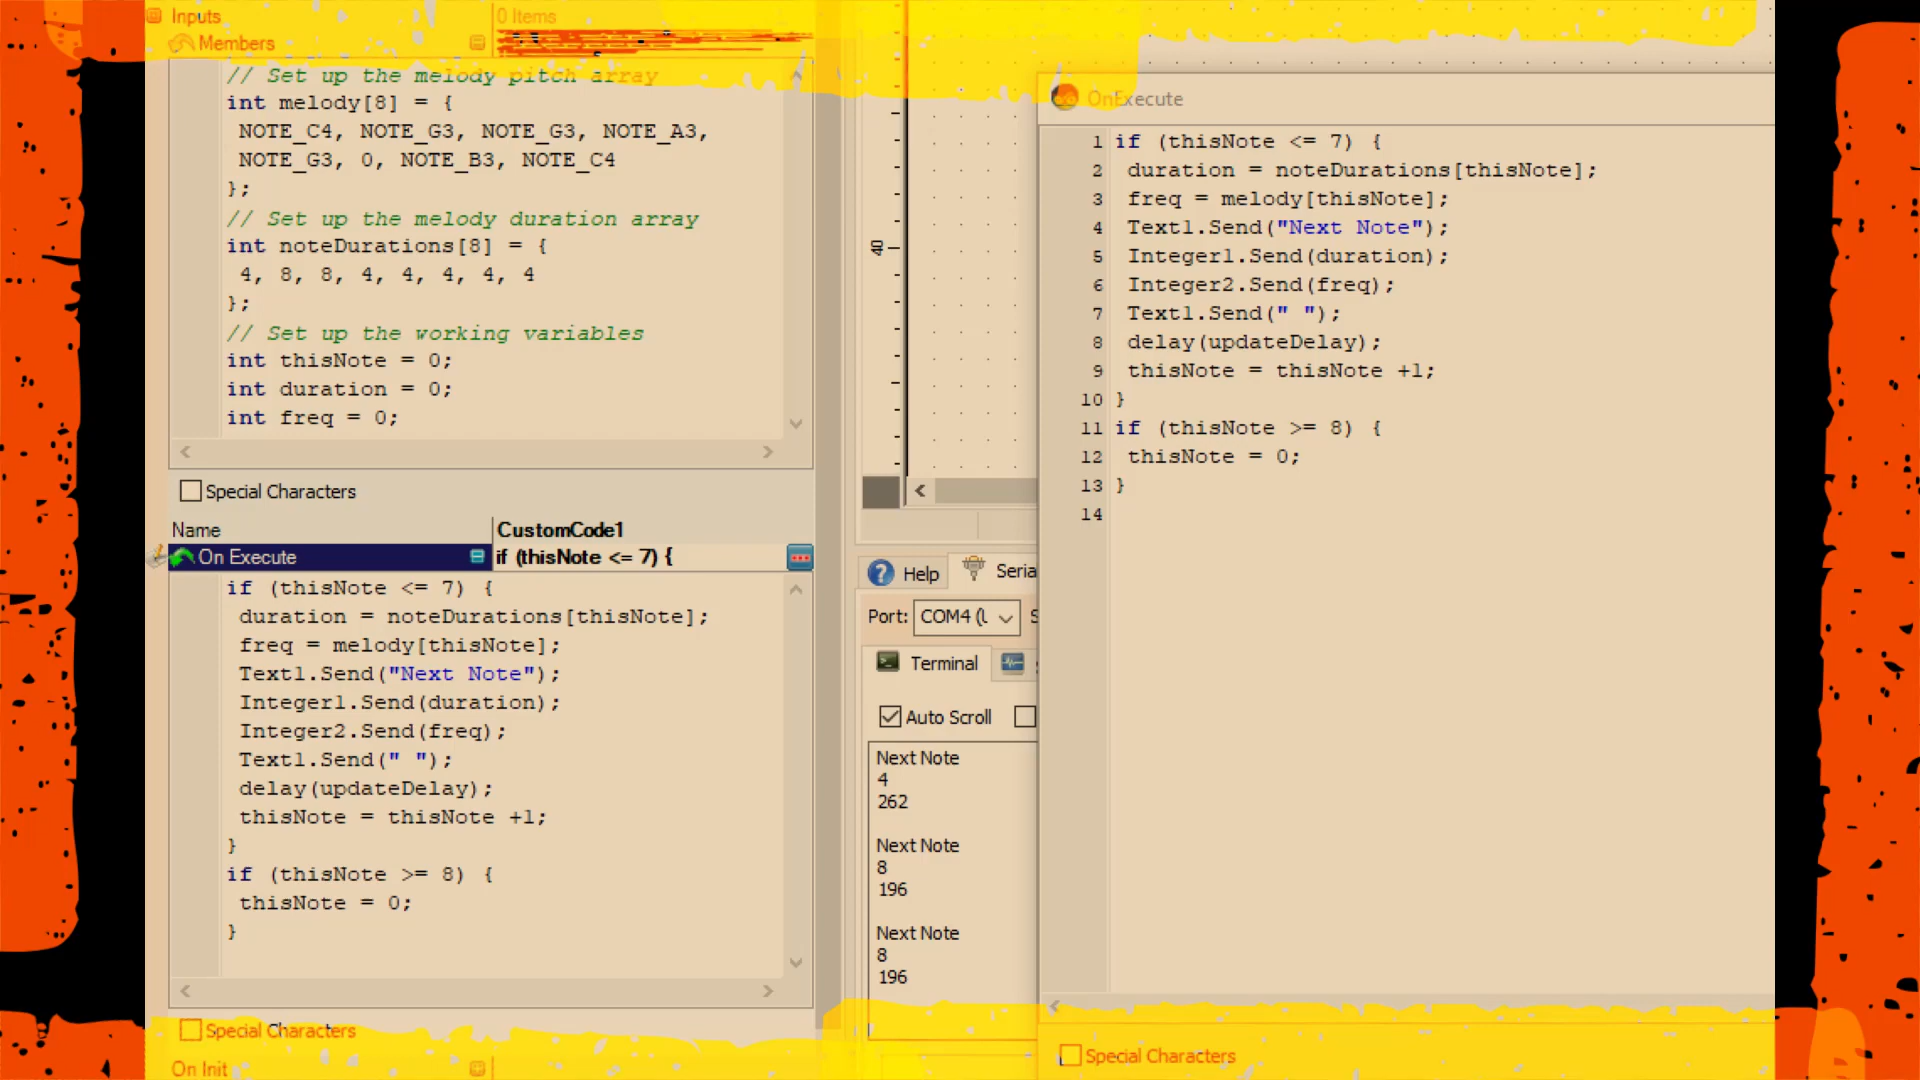 Inputs
0 Items
Members
// Set up the melody pitch array
int melody[8] = {
NOTE_C4, NOTE_G3, NOTE_G3, NOTE_A3,
NOTE_G3, 0, NOTE_B3, NOTE_C4
};
// Set up the melody duration array
int noteDurations[8] = {
4, 8, 8, 4, 4, 4, 4, 4
};
// Set up the working variables
int thisNote = 0;
int duration = 0;
int freq = 0;
Special Characters
Name
CustomCode1
On Execute
if (thisNote <= 7) {
if (thisNote <= 7) {
duration = noteDurations[thisNote];
freq = melody[thisNote];
Text1.Send("Next Note");
Integer1.Send(duration);
Integer2.Send(freq);
Text1.Send(" ");
delay(updateDelay);
thisNote = thisNote +1;
}
if (thisNote >= 8) {
thisNote = 0;
}
Special Characters
On Init
40
Help
Seria
Port: COM4 (
Terminal
Auto Scroll
Next Note
4
262
Next Note
8
196
Next Note
8
196
OnExecute
1 if (thisNote <= 7) {
2 duration = noteDurations[thisNote];
3 freq = melody[thisNote];
4 Text1.Send("Next Note");
5 Integer1.Send(duration);
6 Integer2.Send(freq);
7 Text1.Send(" ");
8 delay(updateDelay);
9 thisNote = thisNote +1;
10 }
11 if (thisNote >= 8) {
12 thisNote = 0;
13 }
14
Special Characters